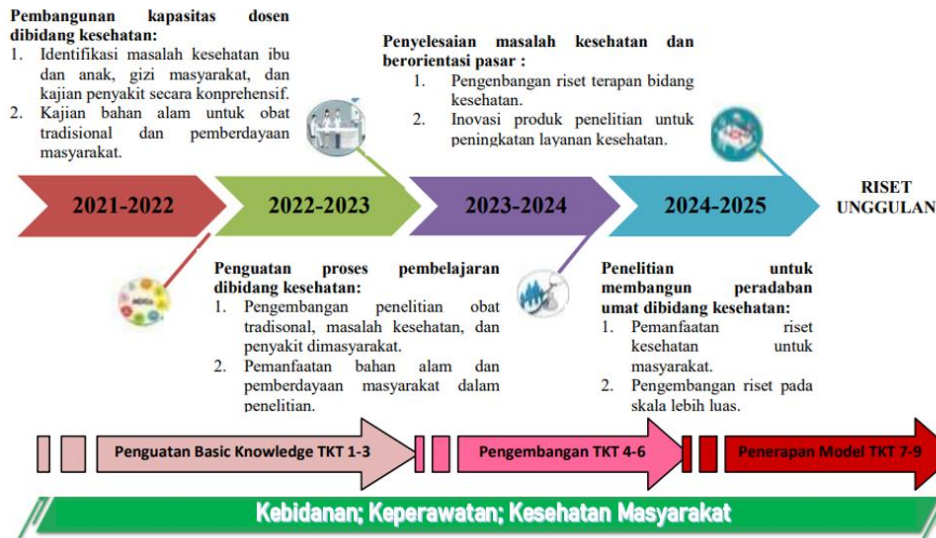 Pembangunan kapasitas dosen
dibidang kesehatan:
1. Identifikasi masalah kesehatan ibu
dan anak, gizi masyarakat, dan
kajian penyakit secara konprehensif.
2. Kajian bahan alam untuk obat
tradisional dan pemberdayaan
masyarakat.
Penyelesaian masalah kesehatan dan
berorientasi pasar :
1. Pengenbangan riset terapan bidang
kesehatan.
2. Inovasi produk penelitian untuk
peningkatan layanan kesehatan.
2021-2022
2022-2023
2023-2024
2024-2025
RISET
UNGGULAN
Penguatan proses pembelajaran
dibidang kesehatan:
1. Pengembangan penelitian obat
tradisonal, masalah kesehatan, dan
penyakit dimasyarakat.
2. Pemanfaatan bahan alam dan
pemberdayaan masyarakat dalam
penelitian.
Penelitian untuk
membangun peradaban
umat dibidang kesehatan:
1. Pemanfaatan riset
kesehatan untuk
masyarakat.
2. Pengembangan riset pada
skala lebih luas.
Penguatan Basic Knowledge TKT 1-3
Pengembangan TKT 4-6
Penerapan Model TKT 7-9
Kebidanan; Keperawatan; Kesehatan Masyarakat